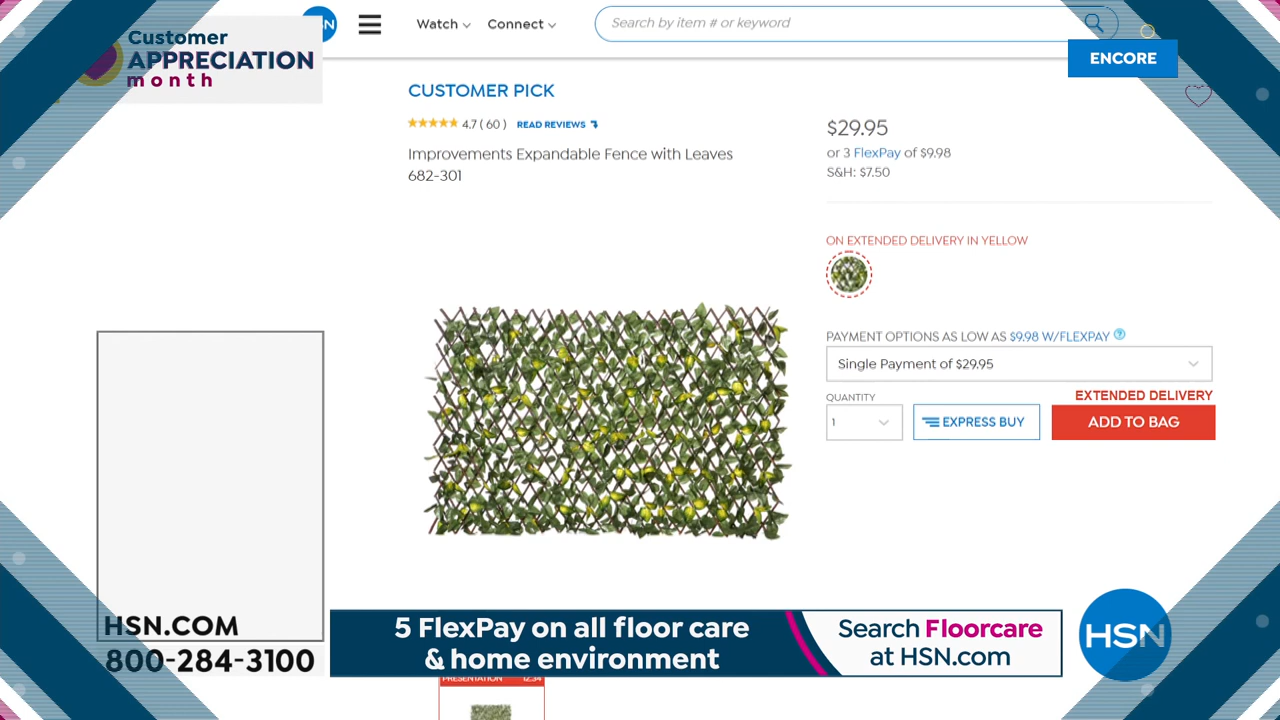 Customer
APPRECIATION
month
Watch
Connect
Search by item # or keyword
ENCORE
CUSTOMER PICK
4.7 ( 60 ) READ REVIEWS
Improvements Expandable Fence with Leaves
682-301
$29.95
or 3 FlexPay of $9.98
S&H: $7.50
ON EXTENDED DELIVERY IN YELLOW
PAYMENT OPTIONS AS LOW AS $9.98 W/FLEXPAY ?
Single Payment of $29.95
QUANTITY
1
EXPRESS BUY
EXTENDED DELIVERY
ADD TO BAG
HSN.COM
800-284-3100
5 FlexPay on all floor care
& home environment
Search Floorcare
at HSN.com
HSN
PRESENTATION